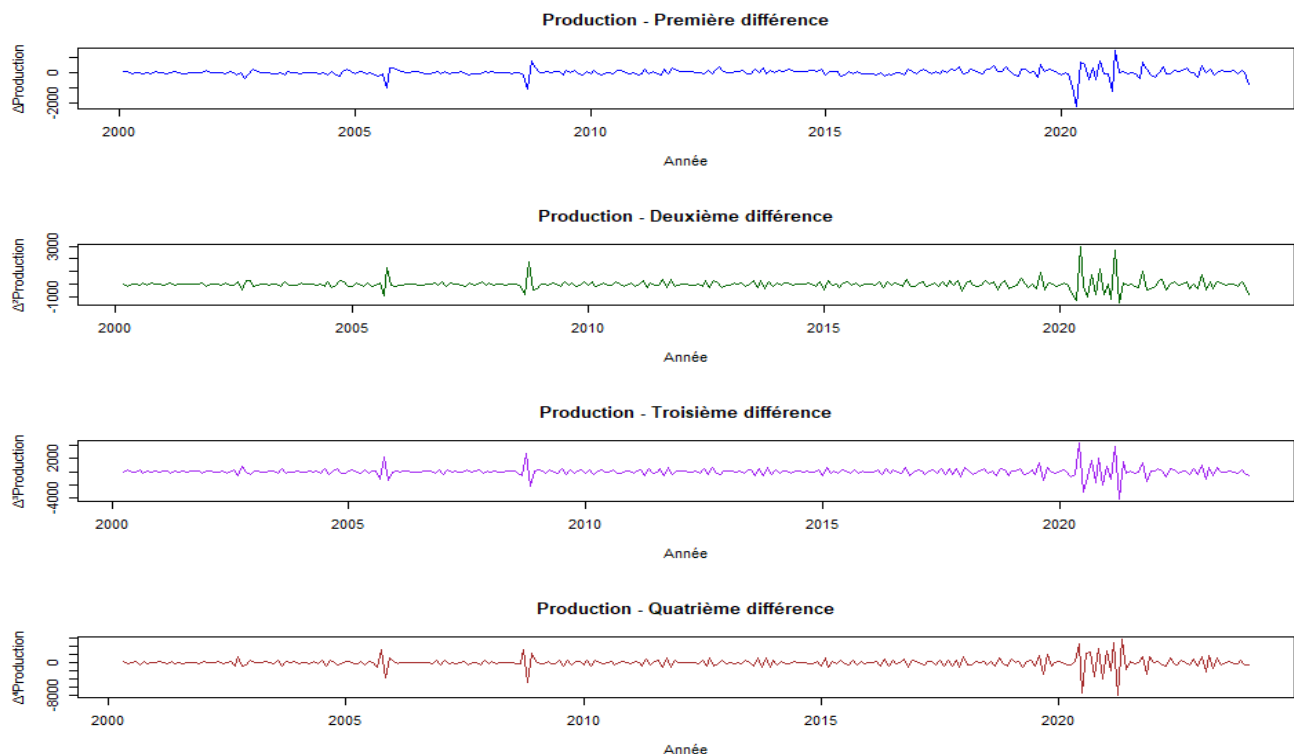 Production - Première différence
ΔProduction
0
-2000
2000 2005 2010 2015 2020
Année
Production - Deuxième différence
Δ²Production
3000
-1000
2000 2005 2010 2015 2020
Année
Production - Troisième différence
Δ³Production
2000
-4000
2000 2005 2010 2015 2020
Année
Production - Quatrième différence
Δ⁴Production
0
-8000
2000 2005 2010 2015 2020
Année